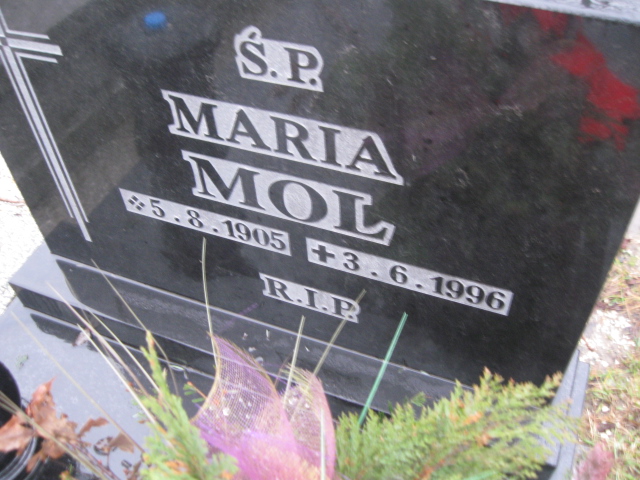 Ś.P.
MARIA
MOL
5.8.1905 +3.6.1996
R.I.P.